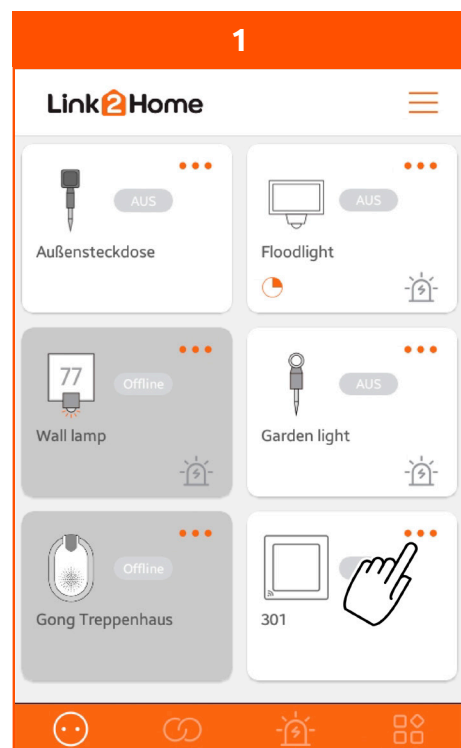 1
Link2Home
AUS
Außensteckdose
AUS
Floodlight
77
Offline
Wall lamp
AUS
Garden light
Offline
Gong Treppenhaus
301